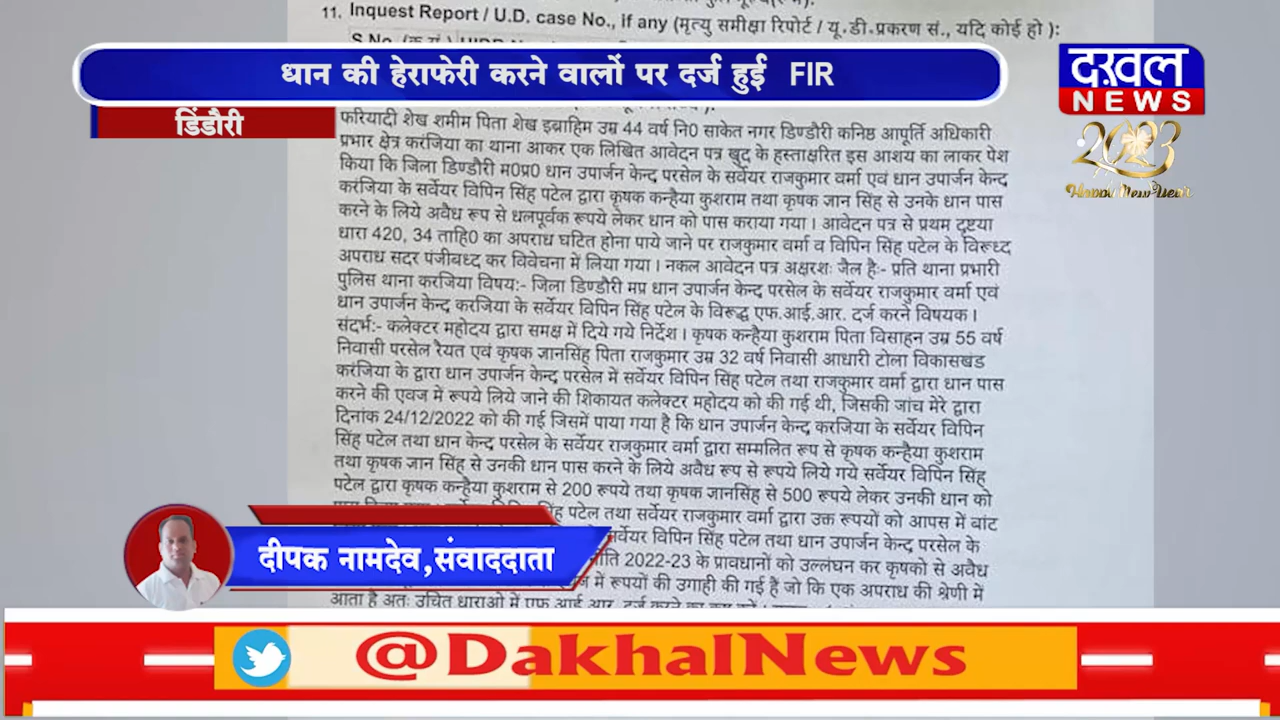 11. Inquest Report / U.D. case No., if any (मृत्यु समीक्षा रिपोर्ट / यू.डी.प्रकरण सं., यदि कोई हो ):
धान की हेराफेरी करने वालों पर दर्ज हुई FIR
दख़ल
NEWS
2023
Happy New Year
डिंडौरी
फरियादी शेख शमीम पिता शेख इब्राहिम उम्र 44 वर्ष नि0 साकेत नगर डिण्डौरी कनिष्ठ आपूर्ति अधिकारी
प्रभार क्षेत्र करंजिया का थाना आकर एक लिखित आवेदन पत्र खुद के हस्ताक्षरित इस आशय का लाकर पेश
किया कि जिला डिण्डौरी म0प्र0 धान उपार्जन केन्द परसेल के सर्वेयर राजकुमार वर्मा एवं धान उपार्जन केन्द
करंजिया के सर्वेयर विपिन सिंह पटेल द्वारा कृषक कन्हैया कुशराम तथा कृषक ज्ञान सिंह से उनके धान पास
करने के लिये अवैध रूप से धलपूर्वक रूपये लेकर धान को पास कराया गया । आवेदन पत्र से प्रथम दृष्टया
धारा 420, 34 ताहि0 का अपराध घटित होना पाये जाने पर राजकुमार वर्मा व विपिन सिंह पटेल के विरूध्द
अपराध सदर पंजीबध्द कर विवेचना में लिया गया । नकल आवेदन पत्र अक्षरशः जैल हैः- प्रति थाना प्रभारी
पुलिस थाना करजिया विषय:- जिला डिण्डौरी मप्र धान उपार्जन केन्द परसेल के सर्वेयर राजकुमार वर्मा एवं
धान उपार्जन केन्द करजिया के सर्वेयर विपिन सिंह पटेल के विरूद्ध एफ.आई.आर. दर्ज करने विषयक ।
संदर्भ:- कलेक्टर महोदय द्वारा समक्ष में दिये गये निर्देश । कृषक कन्हैया कुशराम पिता विसाहन उम्र 55 वर्ष
निवासी परसेल रैयत एवं कृषक ज्ञानसिंह पिता राजकुमार उम्र 32 वर्ष निवासी आधारी टोला विकासखंड
करंजिया के द्वारा धान उपार्जन केन्द परसेल में सर्वेयर विपिन सिंह पटेल तथा राजकुमार वर्मा द्वारा धान पास
करने की एवज में रूपये लिये जाने की शिकायत कलेक्टर महोदय को की गई थी, जिसकी जांच मेरे द्वारा
दिनांक 24/12/2022 को की गई जिसमें पाया गया है कि धान उपार्जन केन्द करजिया के सर्वेयर विपिन
सिंह पटेल तथा धान केन्द परसेल के सर्वेयर राजकुमार वर्मा द्वारा सम्मलित रूप से कृषक कन्हैया कुशराम
तथा कृषक ज्ञान सिंह से उनकी धान पास करने के लिये अवैध रूप से रूपये लिये गये सर्वेयर विपिन सिंह
पटेल द्वारा कृषक कन्हैया कुशराम से 200 रूपये तथा कृषक ज्ञानसिंह से 500 रूपये लेकर उनकी धान को
सिंह पटेल तथा सर्वेयर राजकुमार वर्मा द्वारा उक्त रूपयों को आपस में बांट
सर्वेयर विपिन सिंह पटेल तथा धान उपार्जन केन्द परसेल के
नीति 2022-23 के प्रावधानों को उल्लंघन कर कृषको से अवैध
में रूपयों की उगाही की गई है जो कि एक अपराध की श्रेणी में
आता है अतः उचित धाराओ में एफ.आई.आर. दर्ज करने का
दीपक नामदेव,संवाददाता
@DakhalNews